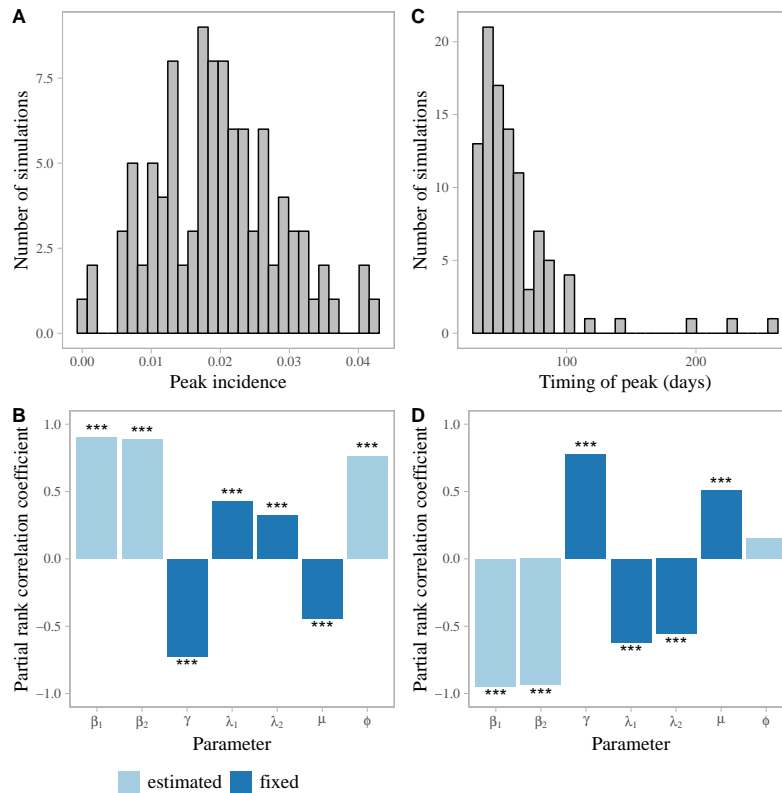 A
Number of simulations
7.5
5.0
2.5
0.0
0.00 0.01 0.02 0.03 0.04
Peak incidence
C
Number of simulations
20
15
10
5
0
100 200
Timing of peak (days)
B
Partial rank correlation coefficient
1.0
0.5
0.0
−0.5
−1.0
*** *** *** *** *** *** ***
β₁ β₂ γ λ₁ λ₂ μ ϕ
Parameter
D
Partial rank correlation coefficient
1.0
0.5
0.0
−0.5
−1.0
*** *** *** *** *** ***
β₁ β₂ γ λ₁ λ₂ μ ϕ
Parameter
estimated fixed